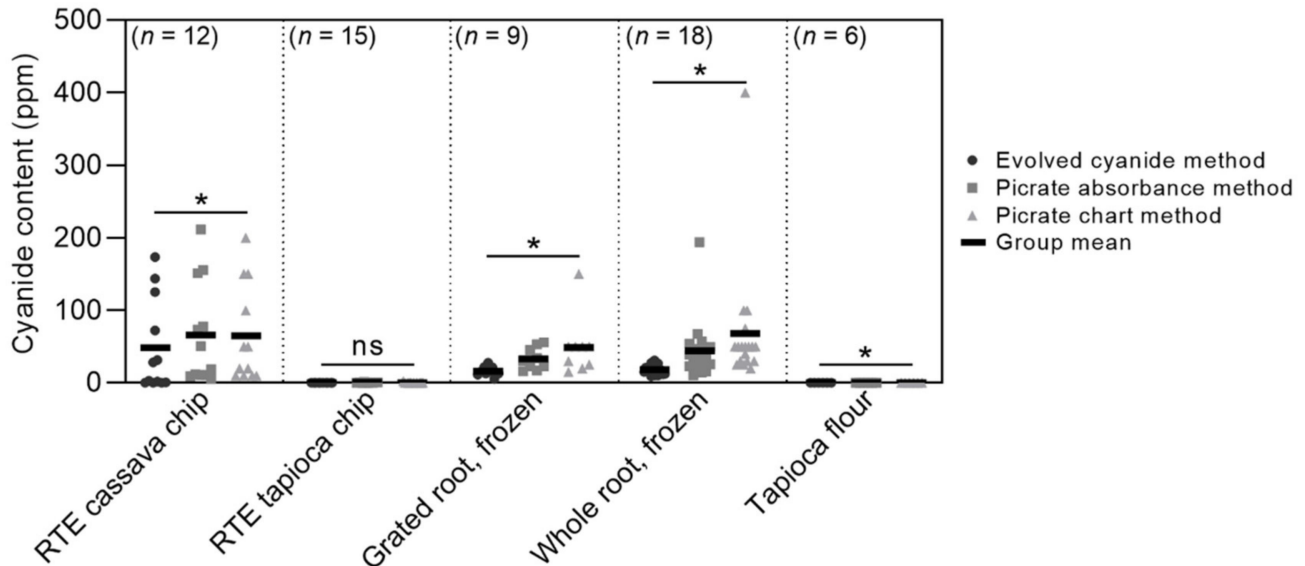 Cyanide content (ppm)
500
400
300
200
100
0
(n = 12)
(n = 15)
(n = 9)
(n = 18)
(n = 6)
*
ns
*
*
*
RTE cassava chip
RTE tapioca chip
Grated root, frozen
Whole root, frozen
Tapioca flour
Evolved cyanide method
Picrate absorbance method
Picrate chart method
Group mean